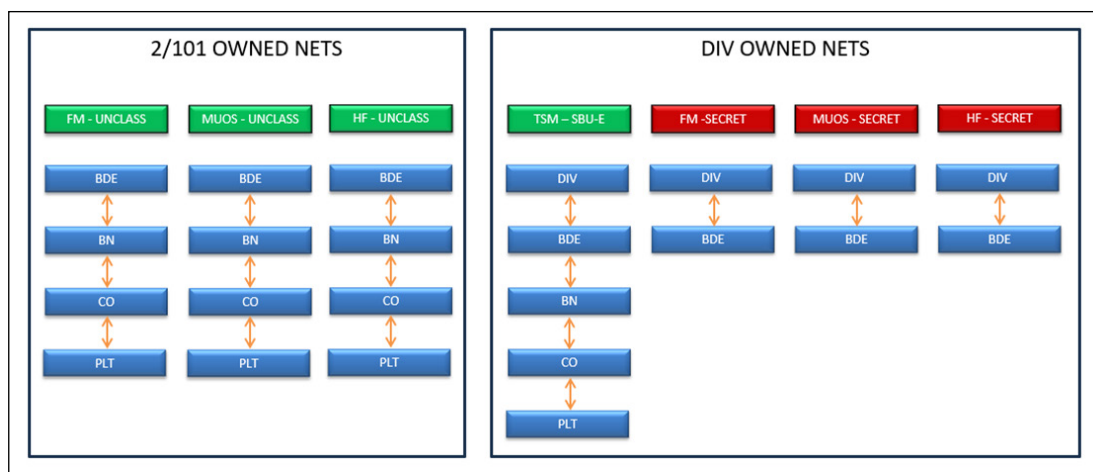 2/101 OWNED NETS
FM - UNCLASS
MUOS - UNCLASS
HF - UNCLASS
BDE
BDE
BDE
BN
BN
BN
CO
CO
CO
PLT
PLT
PLT
DIV OWNED NETS
TSM – SBU-E
FM -SECRET
MUOS - SECRET
HF - SECRET
DIV
DIV
DIV
DIV
BDE
BDE
BDE
BDE
BN
CO
PLT